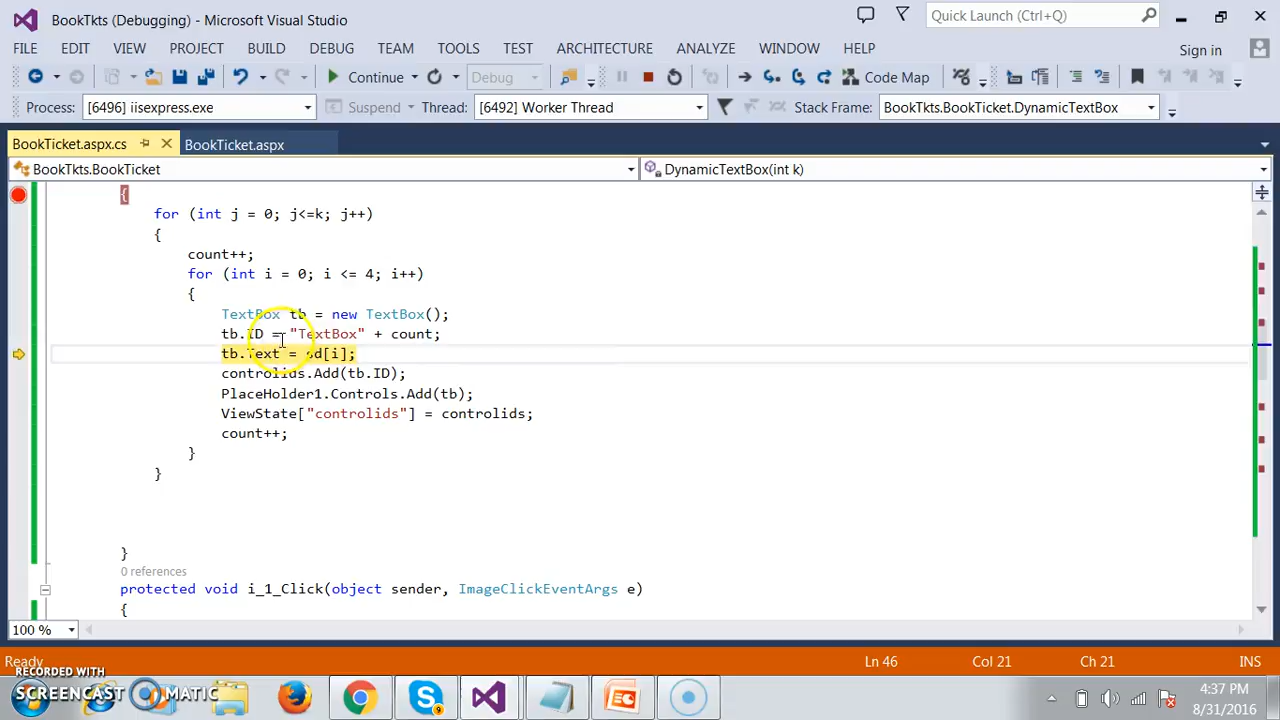 BookTkts (Debugging) - Microsoft Visual Studio
Quick Launch (Ctrl+Q)
FILE EDIT VIEW PROJECT BUILD DEBUG TEAM TOOLS TEST ARCHITECTURE ANALYZE WINDOW HELP
Sign in
Continue Debug Code Map
Process: [6496] iisexpress.exe Suspend Thread: [6492] Worker Thread Stack Frame: BookTkts.BookTicket.DynamicTextBox
BookTicket.aspx.cs BookTicket.aspx
BookTkts.BookTicket DynamicTextBox(int k)
{
for (int j = 0; j<=k; j++)
{
count++;
for (int i = 0; i <= 4; i++)
{
TextBox tb = new TextBox();
tb.ID = "TextBox" + count;
tb.Text = sd[i];
controlids.Add(tb.ID);
PlaceHolder1.Controls.Add(tb);
ViewState["controlids"] = controlids;
count++;
}
}
}
0 references
protected void i_1_Click(object sender, ImageClickEventArgs e)
{
100 %
Ready Ln 46 Col 21 Ch 21 INS
RECORDED WITH
SCREENCAST MATIC
4:37 PM
8/31/2016